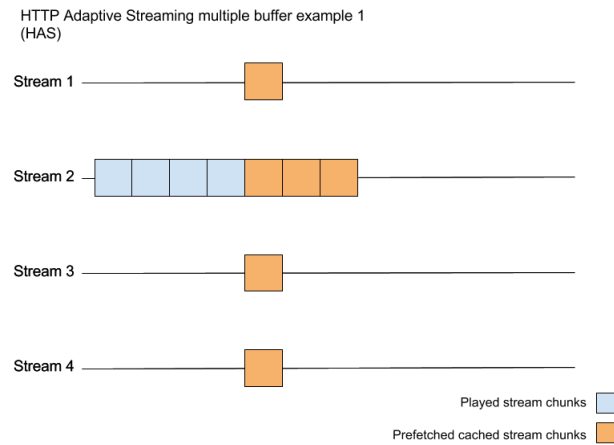 HTTP Adaptive Streaming multiple buffer example 1
(HAS)
Stream 1
Stream 2
Stream 3
Stream 4
Played stream chunks
Prefetched cached stream chunks